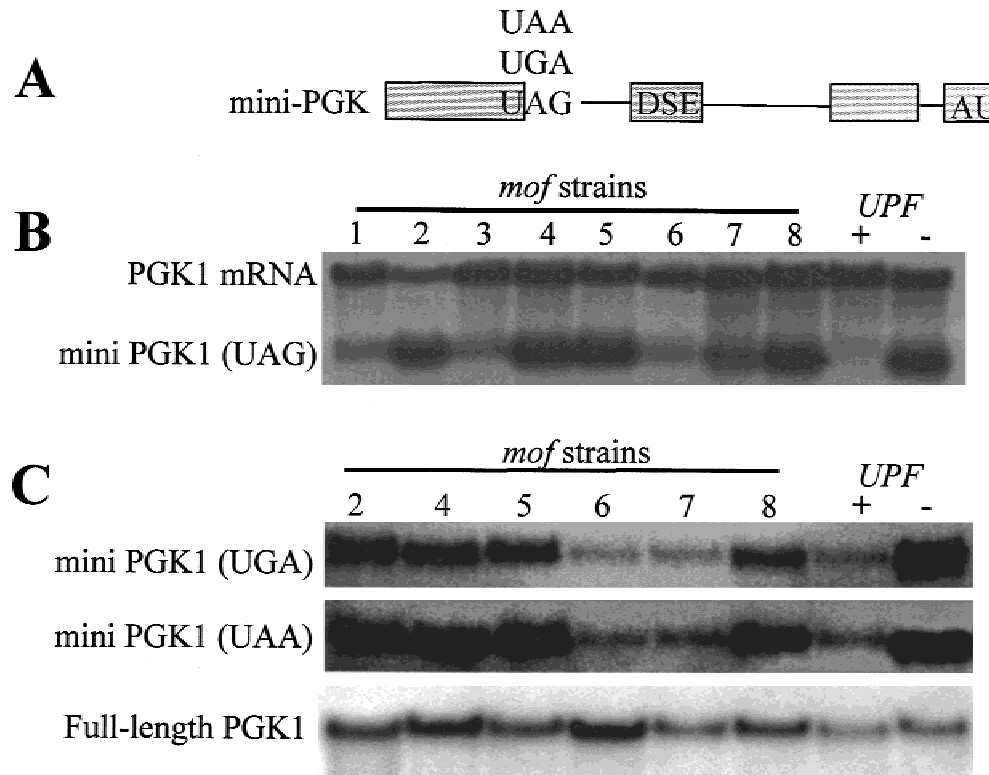 A
UAA
UGA
mini-PGK UAG DSE AU
B
mof strains
UPF
1 2 3 4 5 6 7 8 + -
PGK1 mRNA
mini PGK1 (UAG)
C
mof strains
UPF
2 4 5 6 7 8 + -
mini PGK1 (UGA)
mini PGK1 (UAA)
Full-length PGK1